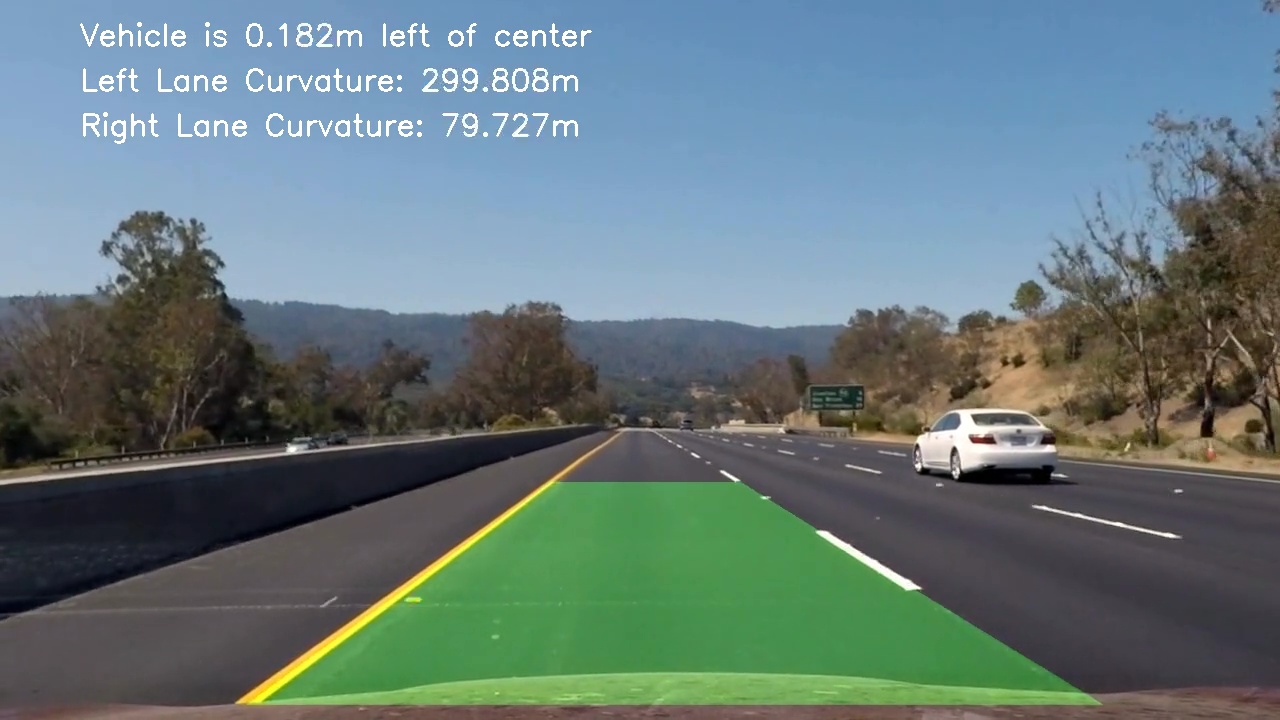 Vehicle is 0.182m left of center
Left Lane Curvature: 299.808m
Right Lane Curvature: 79.727m